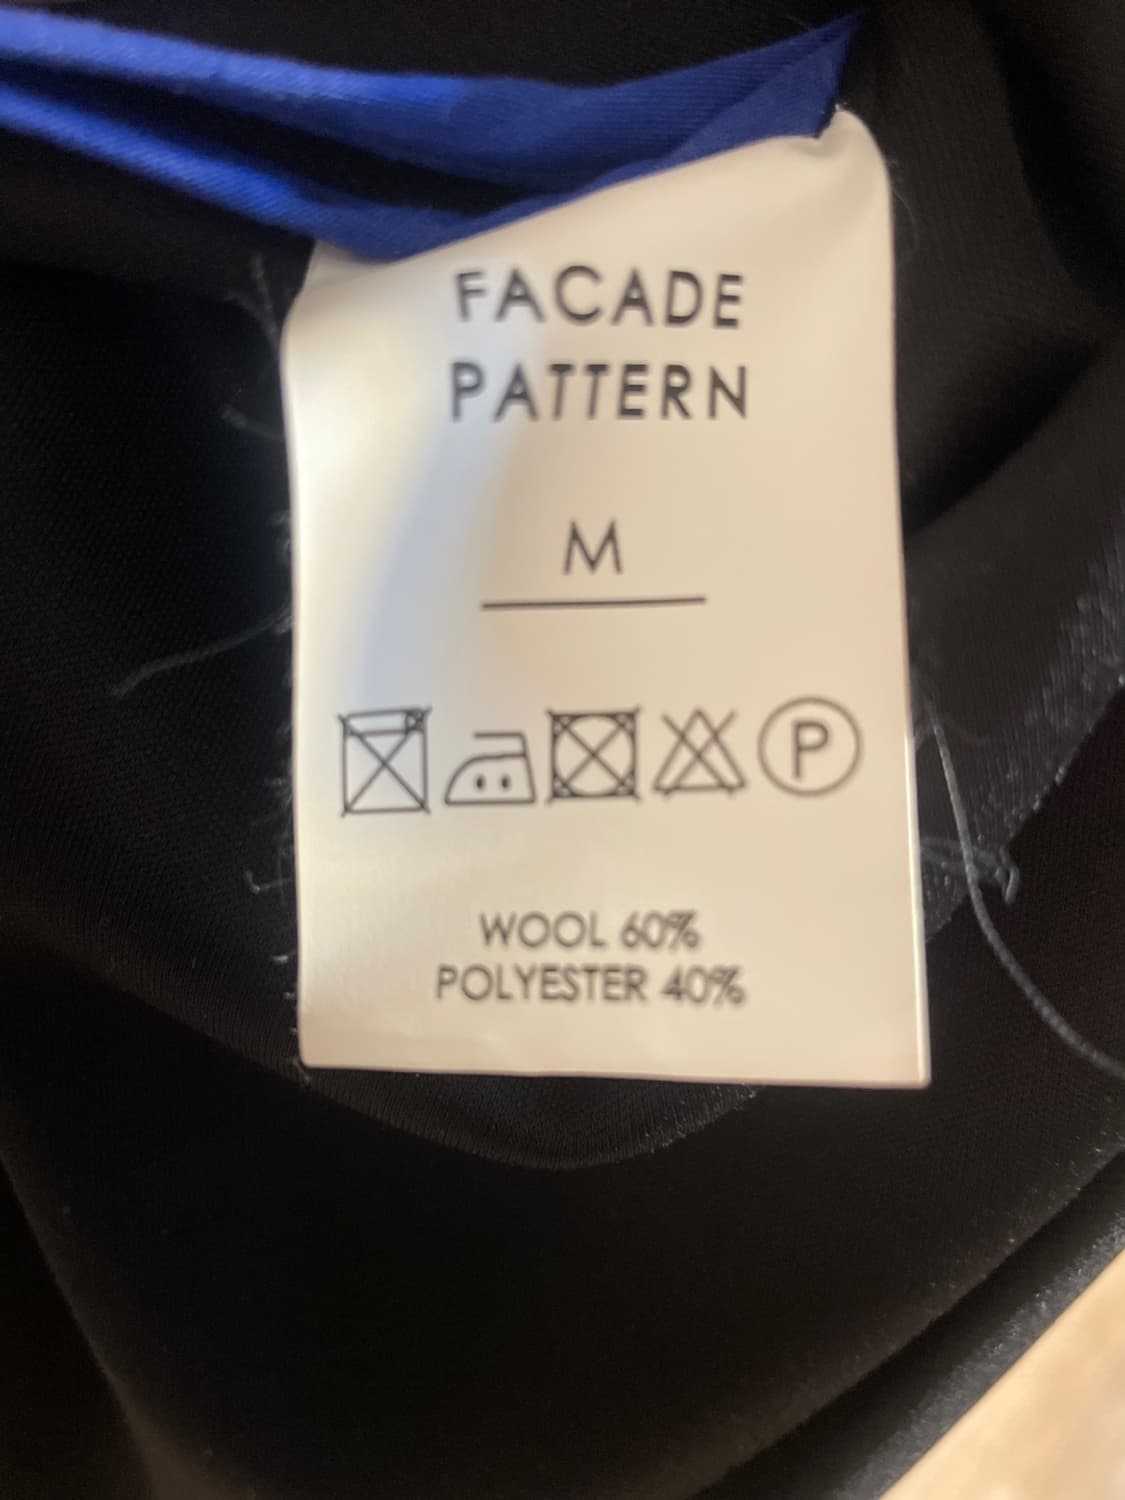 FACADE
PATTERN
M
P
WOOL 60%
POLYESTER 40%